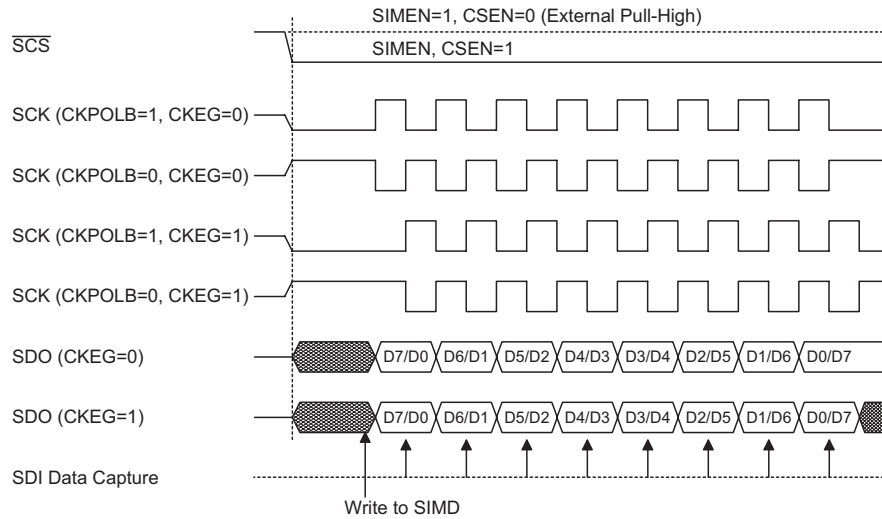 SIMEN=1, CSEN=0 (External Pull-High)
SCS
SIMEN, CSEN=1
SCK (CKPOLB=1, CKEG=0)
SCK (CKPOLB=0, CKEG=0)
SCK (CKPOLB=1, CKEG=1)
SCK (CKPOLB=0, CKEG=1)
SDO (CKEG=0) D7/D0 D6/D1 D5/D2 D4/D3 D3/D4 D2/D5 D1/D6 D0/D7
SDO (CKEG=1) D7/D0 D6/D1 D5/D2 D4/D3 D3/D4 D2/D5 D1/D6 D0/D7
SDI Data Capture
Write to SIMD